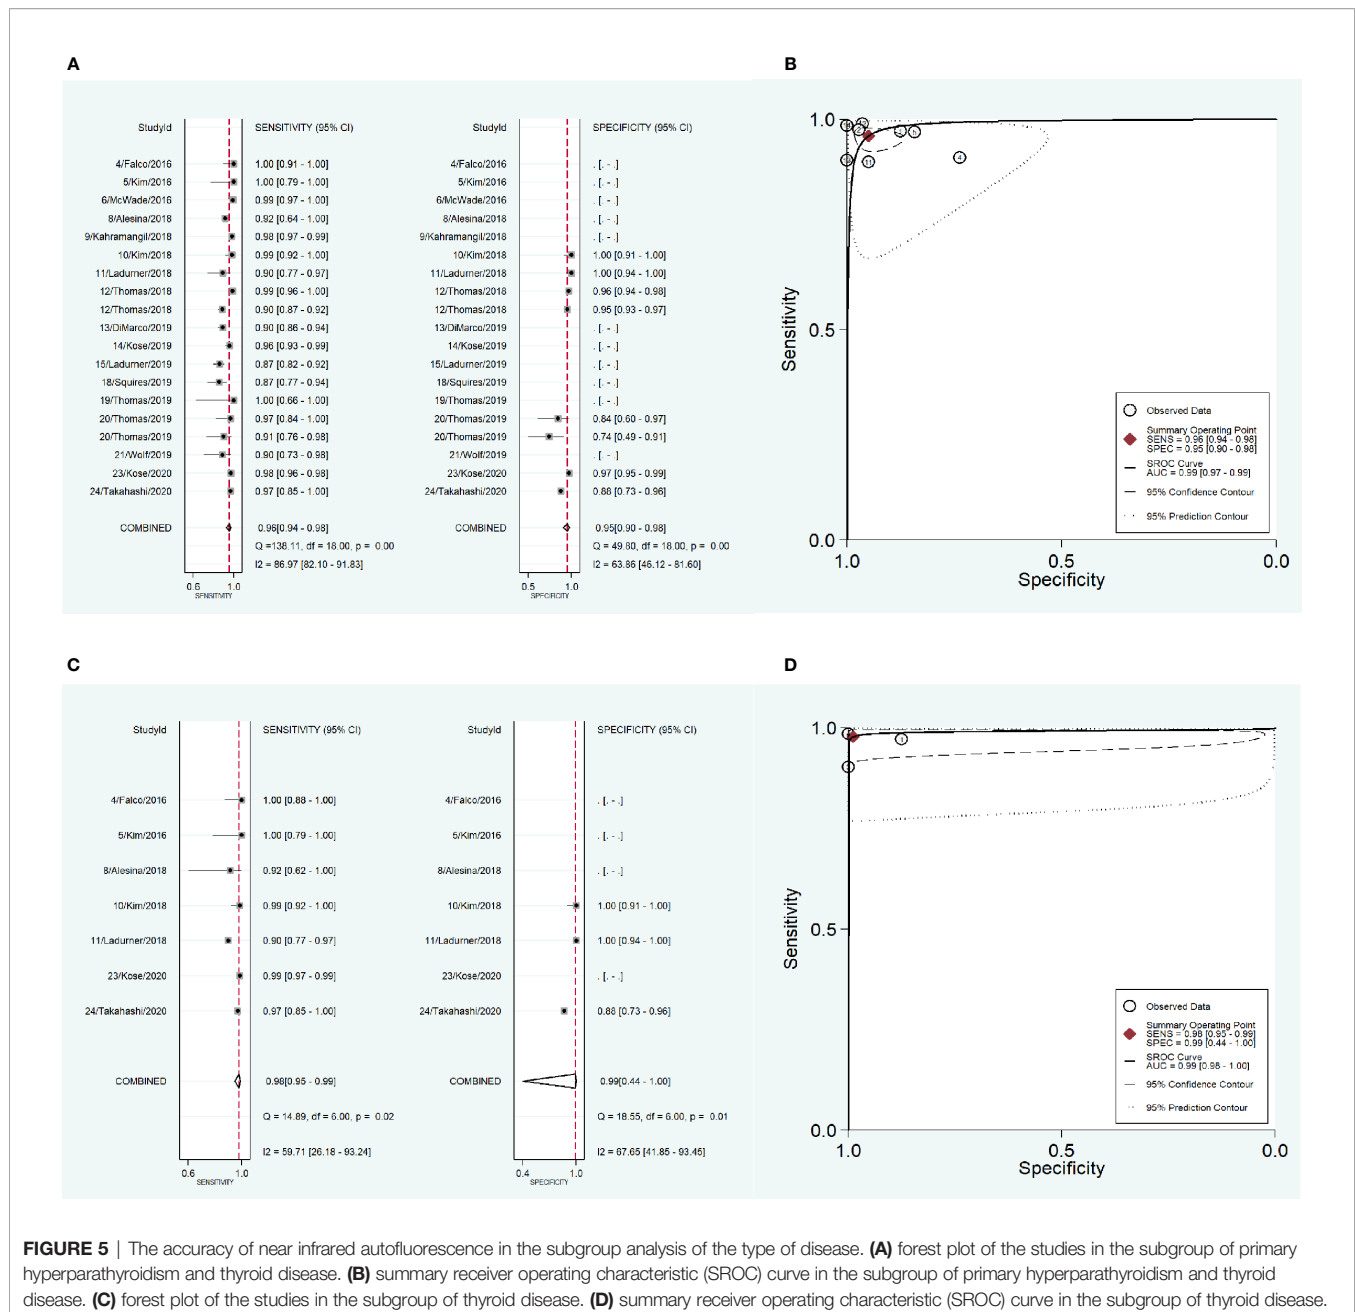 A
StudyId SENSITIVITY (95% CI)
4/Falco/2016 1.00 [0.91 - 1.00]
5/Kim/2016 1.00 [0.79 - 1.00]
6/McWade/2016 0.99 [0.97 - 1.00]
8/Alesina/2018 0.92 [0.64 - 1.00]
9/Kahramangil/2018 0.98 [0.97 - 0.99]
10/Kim/2018 0.99 [0.92 - 1.00]
11/Ladurner/2018 0.90 [0.77 - 0.97]
12/Thomas/2018 0.99 [0.96 - 1.00]
12/Thomas/2018 0.90 [0.87 - 0.92]
13/DiMarco/2019 0.90 [0.86 - 0.94]
14/Kose/2019 0.96 [0.93 - 0.99]
15/Ladurner/2019 0.87 [0.82 - 0.92]
18/Squires/2019 0.87 [0.77 - 0.94]
19/Thomas/2019 1.00 [0.66 - 1.00]
20/Thomas/2019 0.97 [0.84 - 1.00]
20/Thomas/2019 0.91 [0.76 - 0.98]
21/Wolf/2019 0.90 [0.73 - 0.98]
23/Kose/2020 0.98 [0.96 - 0.98]
24/Takahashi/2020 0.97 [0.85 - 1.00]
COMBINED 0.96[0.94 - 0.98]
Q =138.11, df = 18.00, p = 0.00
I2 = 86.97 [82.10 - 91.83]
0.6 1.0
SENSITIVITY
StudyId SPECIFICITY (95% CI)
4/Falco/2016 . [. - .]
5/Kim/2016 . [. - .]
6/McWade/2016 . [. - .]
8/Alesina/2018 . [. - .]
9/Kahramangil/2018 . [. - .]
10/Kim/2018 1.00 [0.91 - 1.00]
11/Ladurner/2018 1.00 [0.94 - 1.00]
12/Thomas/2018 0.96 [0.94 - 0.98]
12/Thomas/2018 0.95 [0.93 - 0.97]
13/DiMarco/2019 . [. - .]
14/Kose/2019 . [. - .]
15/Ladurner/2019 . [. - .]
18/Squires/2019 . [. - .]
19/Thomas/2019 . [. - .]
20/Thomas/2019 0.84 [0.60 - 0.97]
20/Thomas/2019 0.74 [0.49 - 0.91]
21/Wolf/2019 . [. - .]
23/Kose/2020 0.97 [0.95 - 0.99]
24/Takahashi/2020 0.88 [0.73 - 0.96]
COMBINED 0.95[0.90 - 0.98]
Q = 49.80, df = 18.00, p = 0.00
I2 = 63.86 [46.12 - 81.60]
0.5 1.0
SPECIFICITY
B
1.0
0.5
0.0
Sensitivity
11
4
Observed Data
Summary Operating Point
SENS = 0.96 [0.94 - 0.98]
SPEC = 0.95 [0.90 - 0.98]
SROC Curve
AUC = 0.99 [0.97 - 0.99]
95% Confidence Contour
95% Prediction Contour
1.0 0.5 0.0
Specificity
C
StudyId SENSITIVITY (95% CI)
4/Falco/2016 1.00 [0.88 - 1.00]
5/Kim/2016 1.00 [0.79 - 1.00]
8/Alesina/2018 0.92 [0.62 - 1.00]
10/Kim/2018 0.99 [0.92 - 1.00]
11/Ladurner/2018 0.90 [0.77 - 0.97]
23/Kose/2020 0.99 [0.97 - 0.99]
24/Takahashi/2020 0.97 [0.85 - 1.00]
COMBINED 0.98[0.95 - 0.99]
Q = 14.89, df = 6.00, p = 0.02
I2 = 59.71 [26.18 - 93.24]
0.6 1.0
SENSITIVITY
StudyId SPECIFICITY (95% CI)
4/Falco/2016 . [. - .]
5/Kim/2016 . [. - .]
8/Alesina/2018 . [. - .]
10/Kim/2018 1.00 [0.91 - 1.00]
11/Ladurner/2018 1.00 [0.94 - 1.00]
23/Kose/2020 . [. - .]
24/Takahashi/2020 0.88 [0.73 - 0.96]
COMBINED 0.99[0.44 - 1.00]
Q = 18.55, df = 6.00, p = 0.01
I2 = 67.65 [41.85 - 93.46]
0.4 1.0
SPECIFICITY
D
1.0
0.5
0.0
Sensitivity
1
Observed Data
Summary Operating Point
SENS = 0.98 [0.95 - 0.99]
SPEC = 0.99 [0.44 - 1.00]
SROC Curve
AUC = 0.99 [0.98 - 1.00]
95% Confidence Contour
95% Prediction Contour
1.0 0.5 0.0
Specificity
FIGURE 5 | The accuracy of near infrared autofluorescence in the subgroup analysis of the type of disease. (A) forest plot of the studies in the subgroup of primary
hyperparathyroidism and thyroid disease. (B) summary receiver operating characteristic (SROC) curve in the subgroup of primary hyperparathyroidism and thyroid
disease. (C) forest plot of the studies in the subgroup of thyroid disease. (D) summary receiver operating characteristic (SROC) curve in the subgroup of thyroid disease.